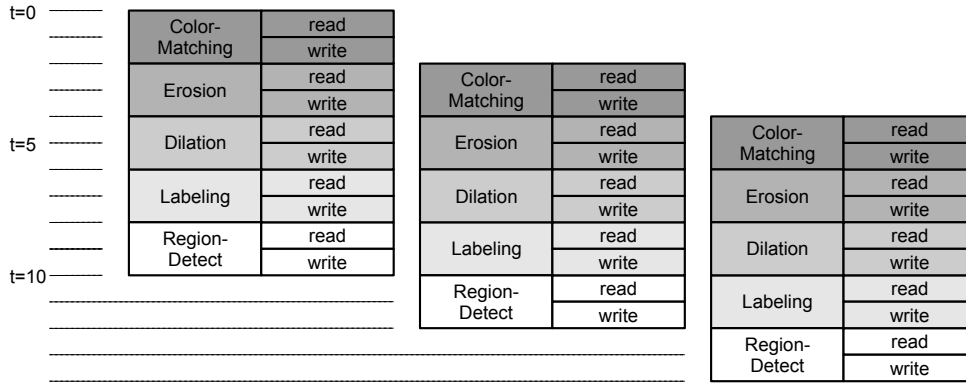 t=0
t=5
t=10
Color-
Matching
read
write
Erosion
read
write
Dilation
read
write
Labeling
read
write
Region-
Detect
read
write
Color-
Matching
read
write
Erosion
read
write
Dilation
read
write
Labeling
read
write
Region-
Detect
read
write
Color-
Matching
read
write
Erosion
read
write
Dilation
read
write
Labeling
read
write
Region-
Detect
read
write